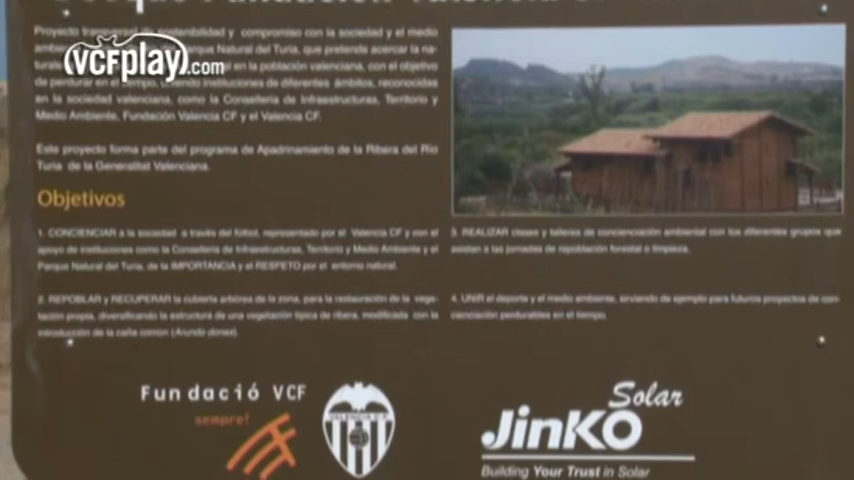 Bosque Fundación Valencia
Proyecto transversal de sostenibilidad y compromiso con la sociedad y el medio
Parque Natural del Turia, que pretende acercar la na-
en la población valenciana, con el objetivo
de perdurar en el tiempo, uniendo instituciones de diferentes ámbitos, reconocidas
en la sociedad valenciana, como la Conselleria de Infraestructuras, Territorio y
Medio Ambiente, Fundación Valencia CF y el Valencia CF.
Este proyecto forma parte del programa de Apadrinamiento de la Ribera del Río
Turia de la Generalitat Valenciana.
Objetivos
1. CONCIENCIAR a la sociedad a través del fútbol, representado por el Valencia CF y con el
apoyo de instituciones como la Conselleria de Infraestructuras, Territorio y Medio Ambiente y el
Parque Natural del Turia, de la IMPORTANCIA y el RESPETO por el entorno natural.
2. REPOBLAR y RECUPERAR la cubierta arbórea de la zona, para la restauración de la vege-
tación propia, diversificando la estructura de una vegetación típica de ribera, modificada con la
introducción de la caña común (Arundo donax).
3. REALIZAR clases y talleres de concienciación ambiental con los diferentes grupos que
asistan a las jornadas de repoblación forestal o limpieza.
4. UNIR el deporte y el medio ambiente, sirviendo de ejemplo para futuros proyectos de con-
cienciación perdurables en el tiempo.
Fundació VCF
sempre!
VALENCIA C.F.
Solar
JinKO
Building Your Trust in Solar
vcfplay.com